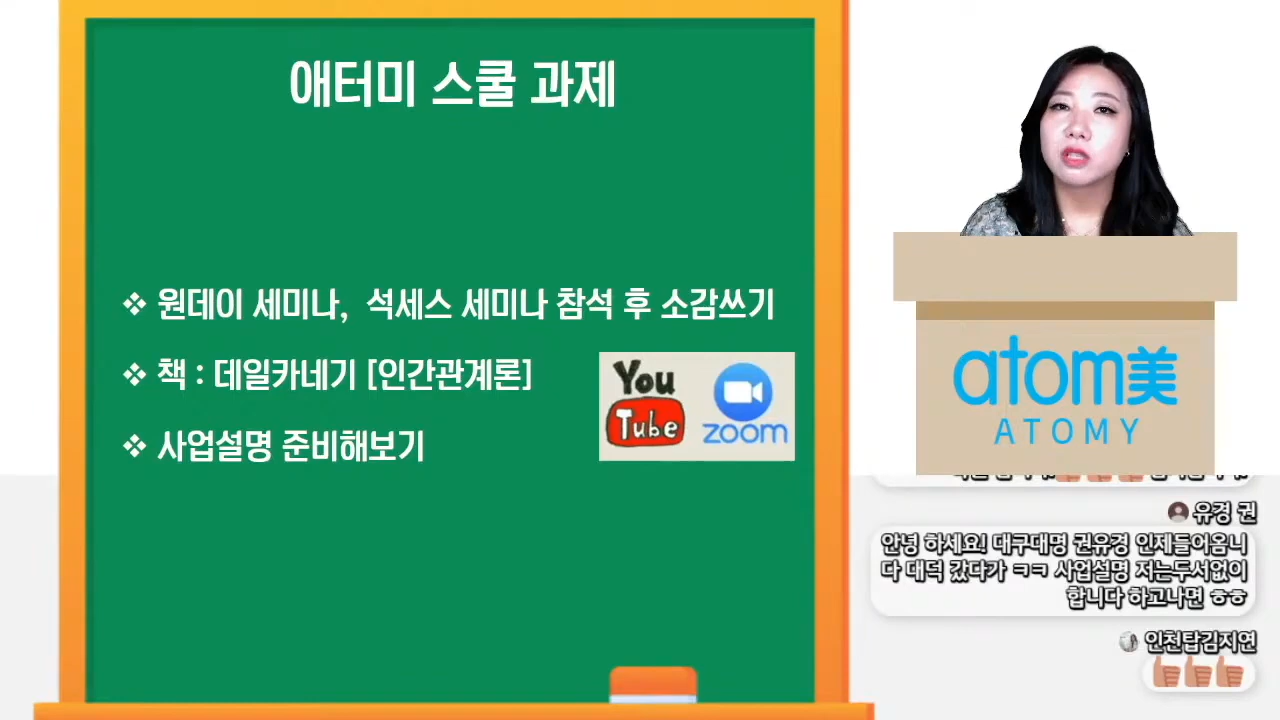 애터미 스쿨 과제
❖ 원데이 세미나, 석세스 세미나 참석 후 소감쓰기
❖ 책 : 데일카네기 [인간관계론]
❖ 사업설명 준비해보기
You
Tube
zoom
atom美
ATOMY
유경 권
안녕 하세요! 대구대명 권유경 인제들어옴니
다 대덕 갔다가 ㅋㅋ 사업설명 저는두서없이
합니다 하고나면 ㅎㅎ
인천탑김지연